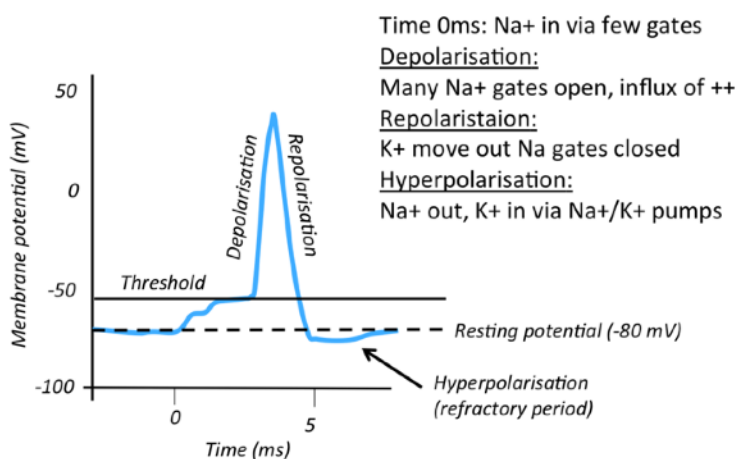 Time 0ms: Na+ in via few gates
Depolarisation:
Many Na+ gates open, influx of ++
Repolaristaion:
K+ move out Na gates closed
Hyperpolarisation:
Na+ out, K+ in via Na+/K+ pumps
Membrane potential (mV)
50
0
-50
-100
Depolarisation
Repolarisation
Threshold
Resting potential (-80 mV)
Hyperpolarisation
(refractory period)
0
5
Time (ms)